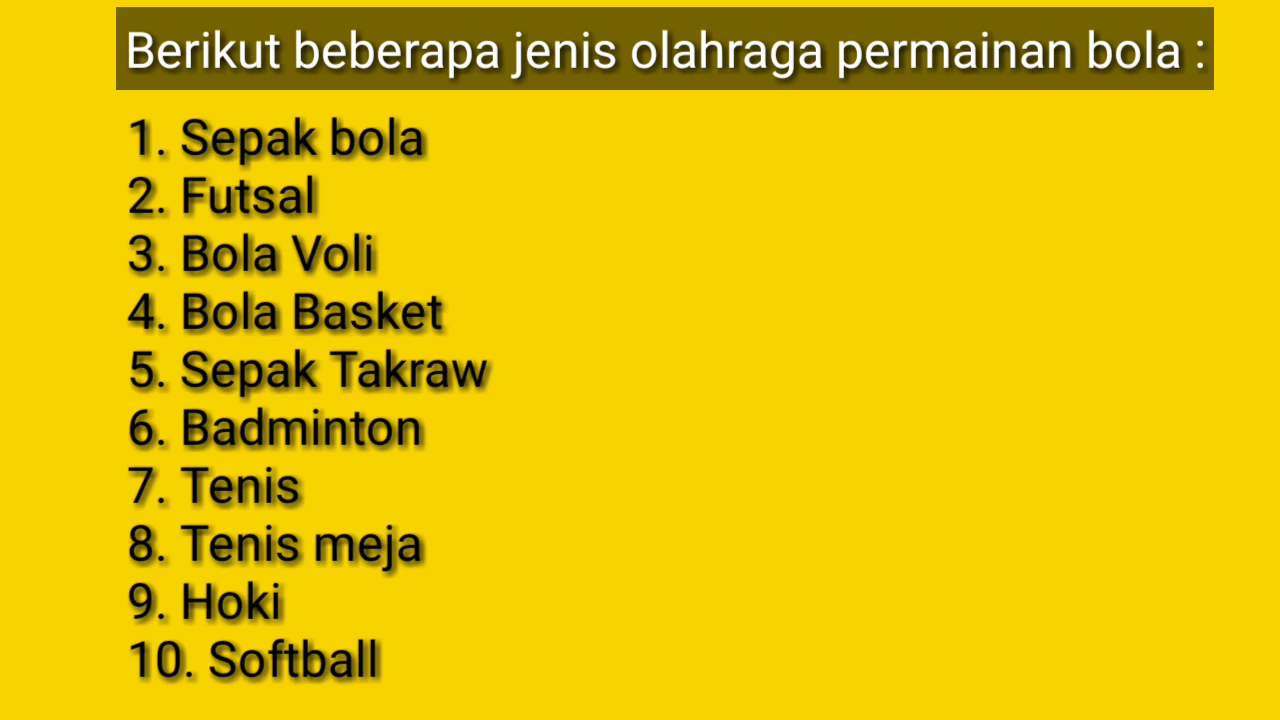 Berikut beberapa jenis olahraga permainan bola :
1. Sepak bola
2. Futsal
3. Bola Voli
4. Bola Basket
5. Sepak Takraw
6. Badminton
7. Tenis
8. Tenis meja
9. Hoki
10. Softball